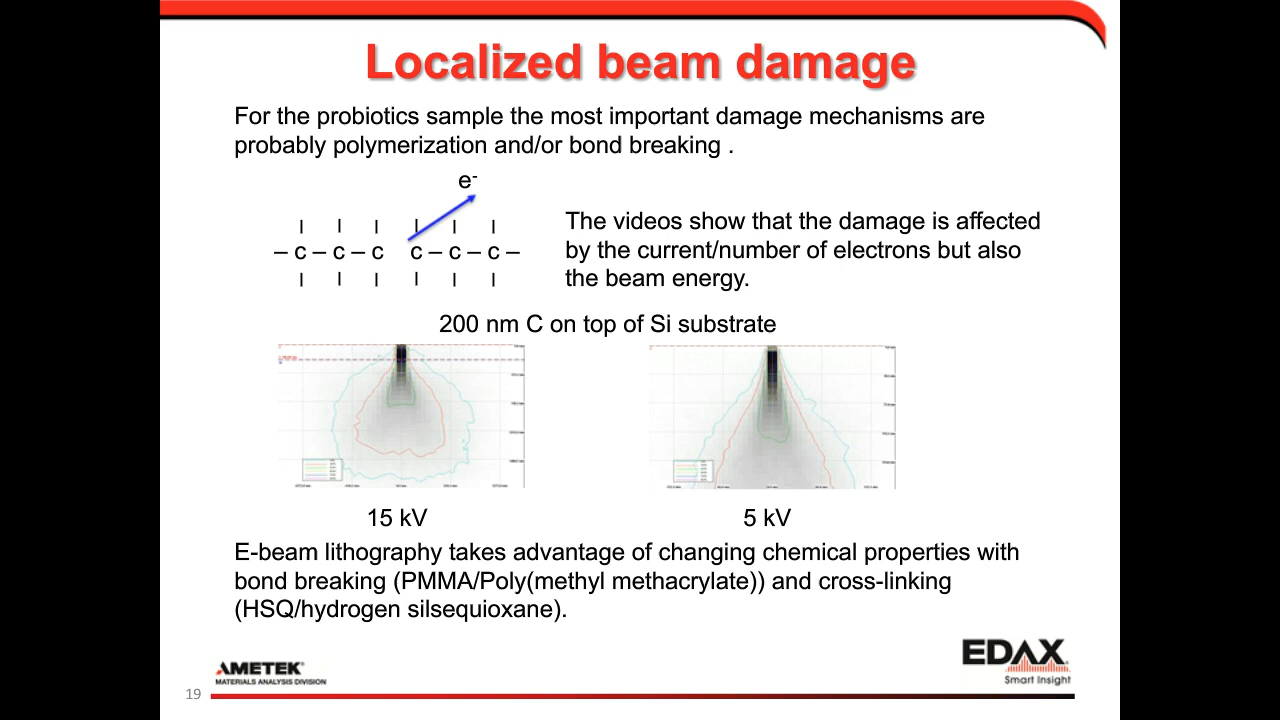 Localized beam damage
For the probiotics sample the most important damage mechanisms are
probably polymerization and/or bond breaking .
e-
– c – c – c c – c – c –
The videos show that the damage is affected
by the current/number of electrons but also
the beam energy.
200 nm C on top of Si substrate
15 kV
5 kV
E-beam lithography takes advantage of changing chemical properties with
bond breaking (PMMA/Poly(methyl methacrylate)) and cross-linking
(HSQ/hydrogen silsequioxane).
AMETEK®
MATERIALS ANALYSIS DIVISION
EDAX
Smart Insight
19